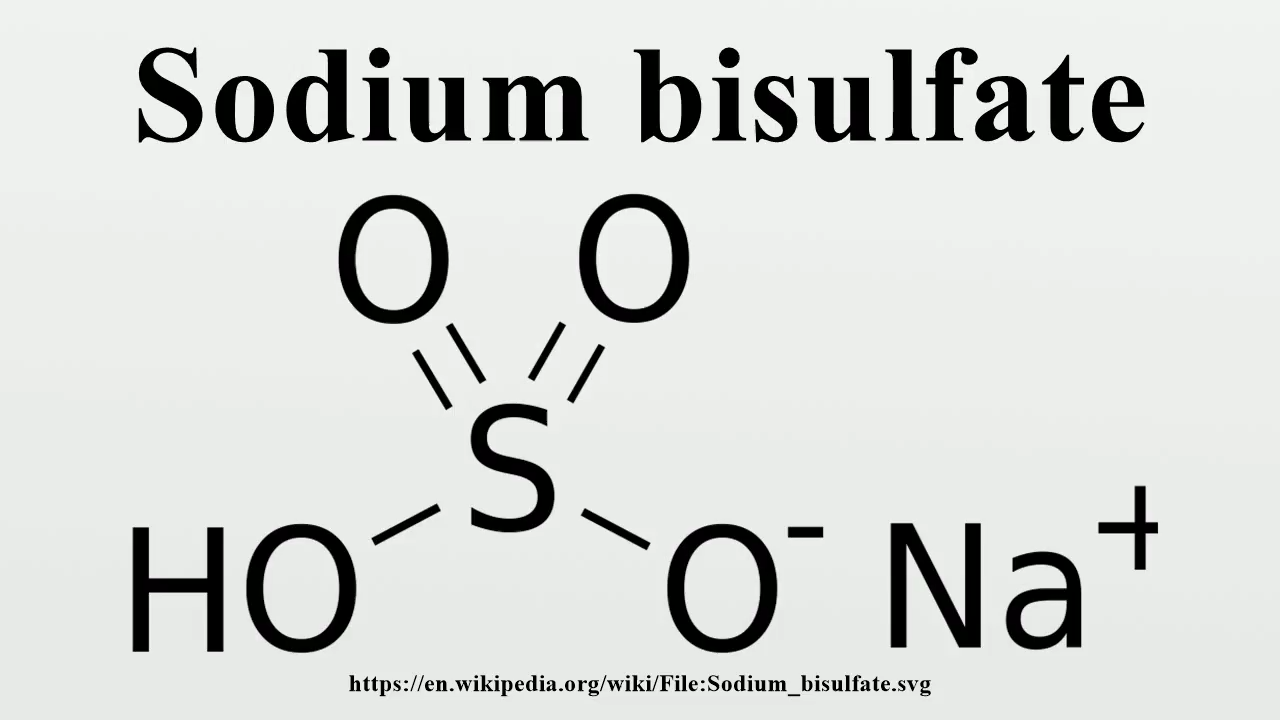 Sodium bisulfate
O O
S
HO O- Na+
https://en.wikipedia.org/wiki/File:Sodium_bisulfate.svg